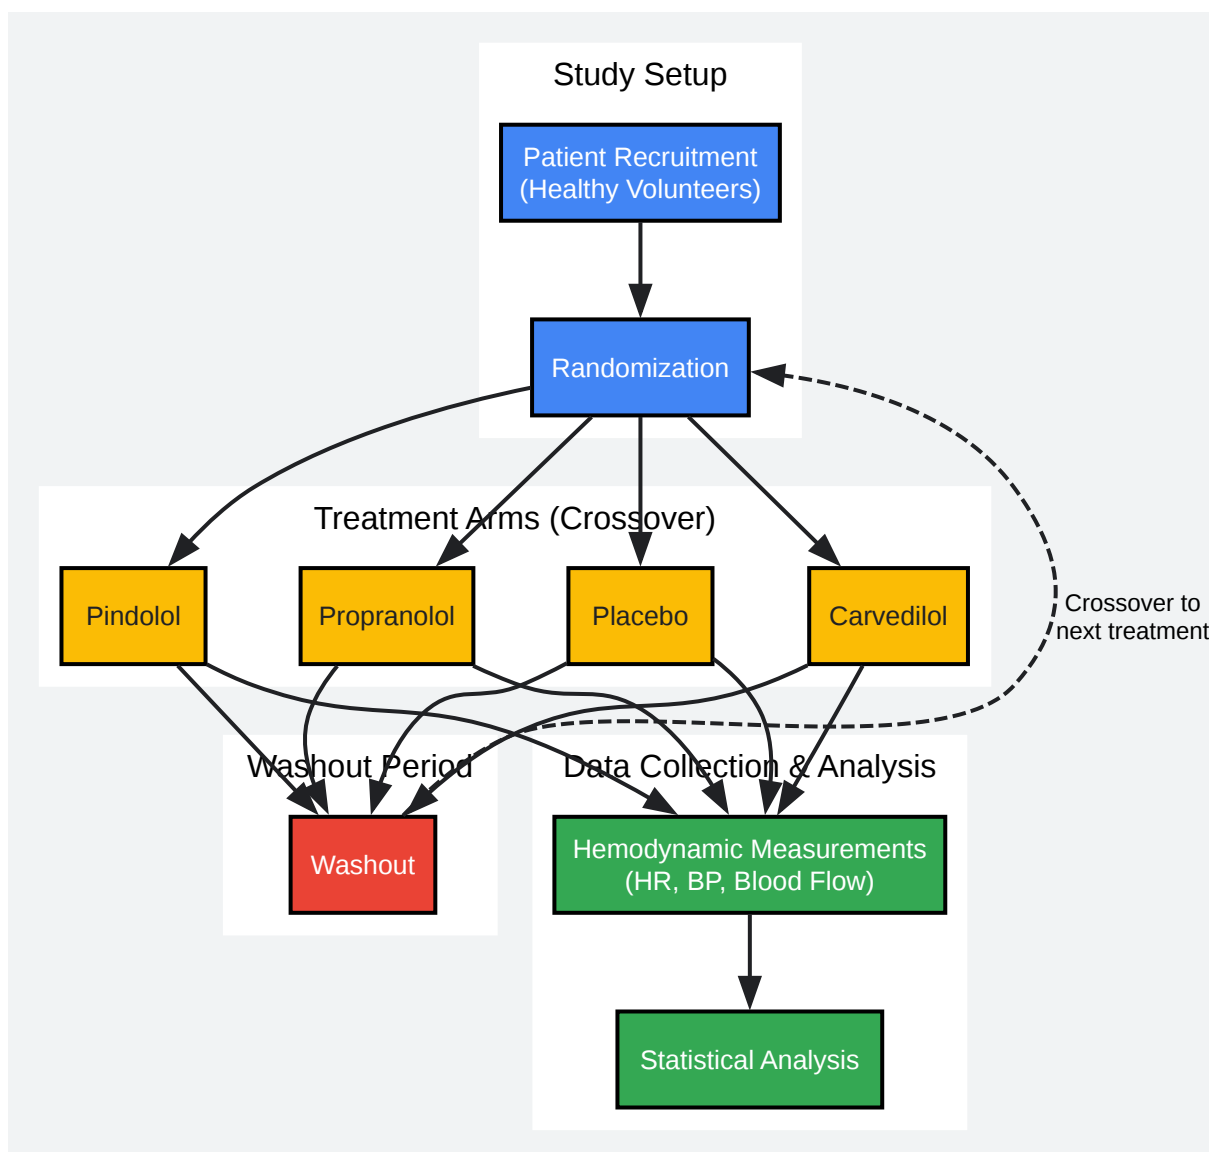 Study Setup
Patient Recruitment
(Healthy Volunteers)
Randomization
Treatment Arms (Crossover)
Pindolol
Propranolol
Placebo
Carvedilol
Crossover to
next treatment
Washout Period
Washout
Data Collection & Analysis
Hemodynamic Measurements
(HR, BP, Blood Flow)
Statistical Analysis